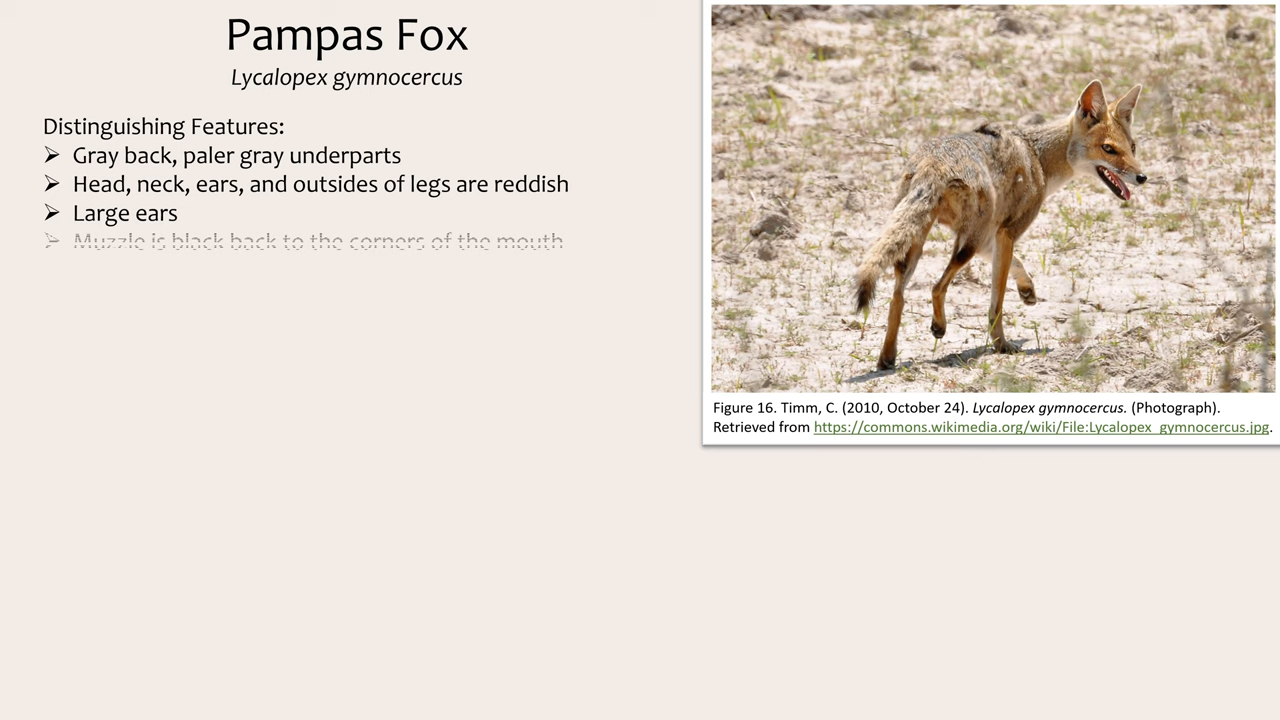 Pampas Fox
Lycalopex gymnocercus
Distinguishing Features:
➢ Gray back, paler gray underparts
➢ Head, neck, ears, and outsides of legs are reddish
➢ Large ears
➢ Muzzle is black back to the corners of the mouth
Figure 16. Timm, C. (2010, October 24). Lycalopex gymnocercus. (Photograph).
Retrieved from https://commons.wikimedia.org/wiki/File:Lycalopex_gymnocercus.jpg.